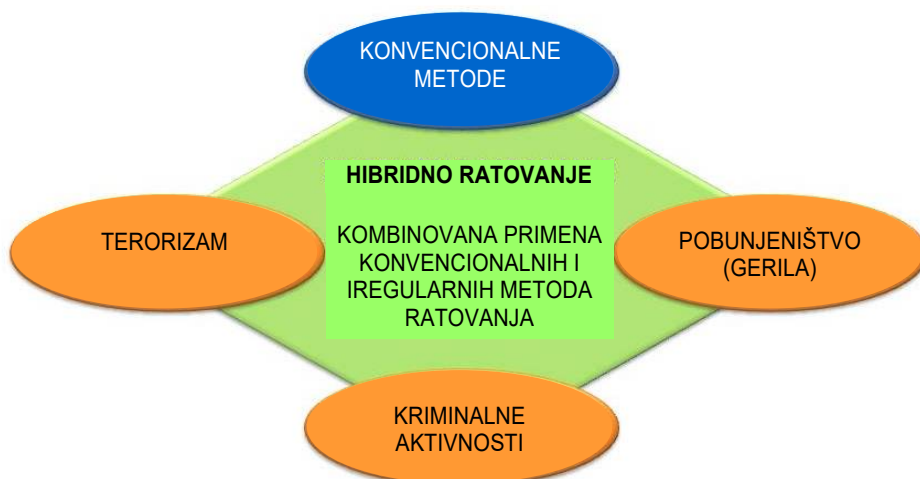 KONVENCIONALNE
METODE
HIBRIDNO RATOVANJE
TERORIZAM
KOMBINOVANA PRIMENA
KONVENCIONALNIH I
IREGULARNIH METODA
RATOVANJA
POBUNJENIŠTVO
(GERILA)
KRIMINALNE
AKTIVNOSTI